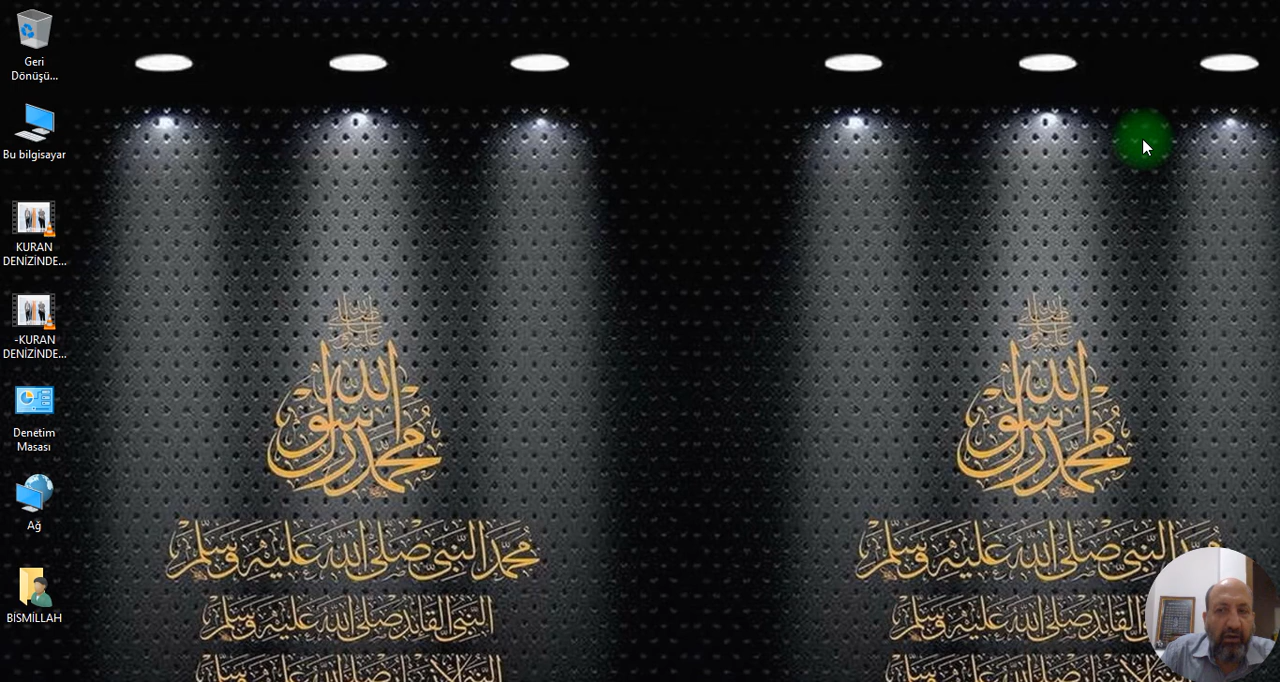 Geri
Dönüşü...
Bu bilgisayar
KURAN
DENİZİNDE...
-KURAN
DENİZİNDE...
Denetim
Masası
Ağ
BİSMİLLAH
محمد رسول الله
محمد رسول الله
محمد النبي صلى الله عليه وسلم
محمد النبي صلى الله عليه وسلم
النبي القائد صلى الله عليه وسلم
النبي القائد صلى الله